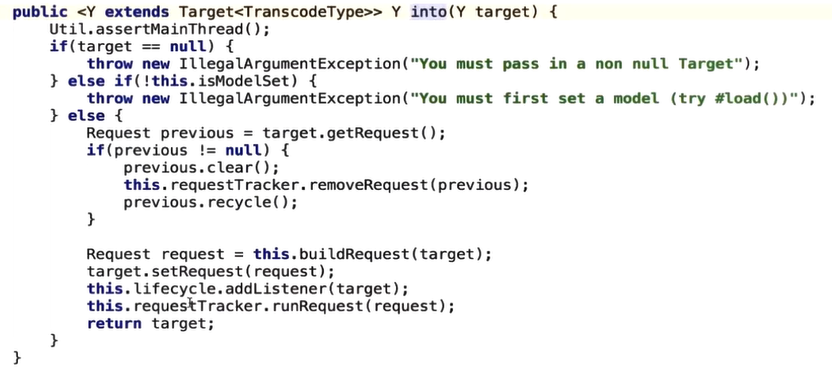 public <Y extends Target<TranscodeType>> Y into(Y target) {
    Util.assertMainThread();
    if(target == null) {
        throw new IllegalArgumentException("You must pass in a non null Target");
    } else if(!this.isModelSet) {
        throw new IllegalArgumentException("You must first set a model (try #load())");
    } else {
        Request previous = target.getRequest();
        if(previous != null) {
            previous.clear();
            this.requestTracker.removeRequest(previous);
            previous.recycle();
        }

        Request request = this.buildRequest(target);
        target.setRequest(request);
        this.lifecycle.addListener(target);
        this.requestTracker.runRequest(request);
        return target;
    }
}